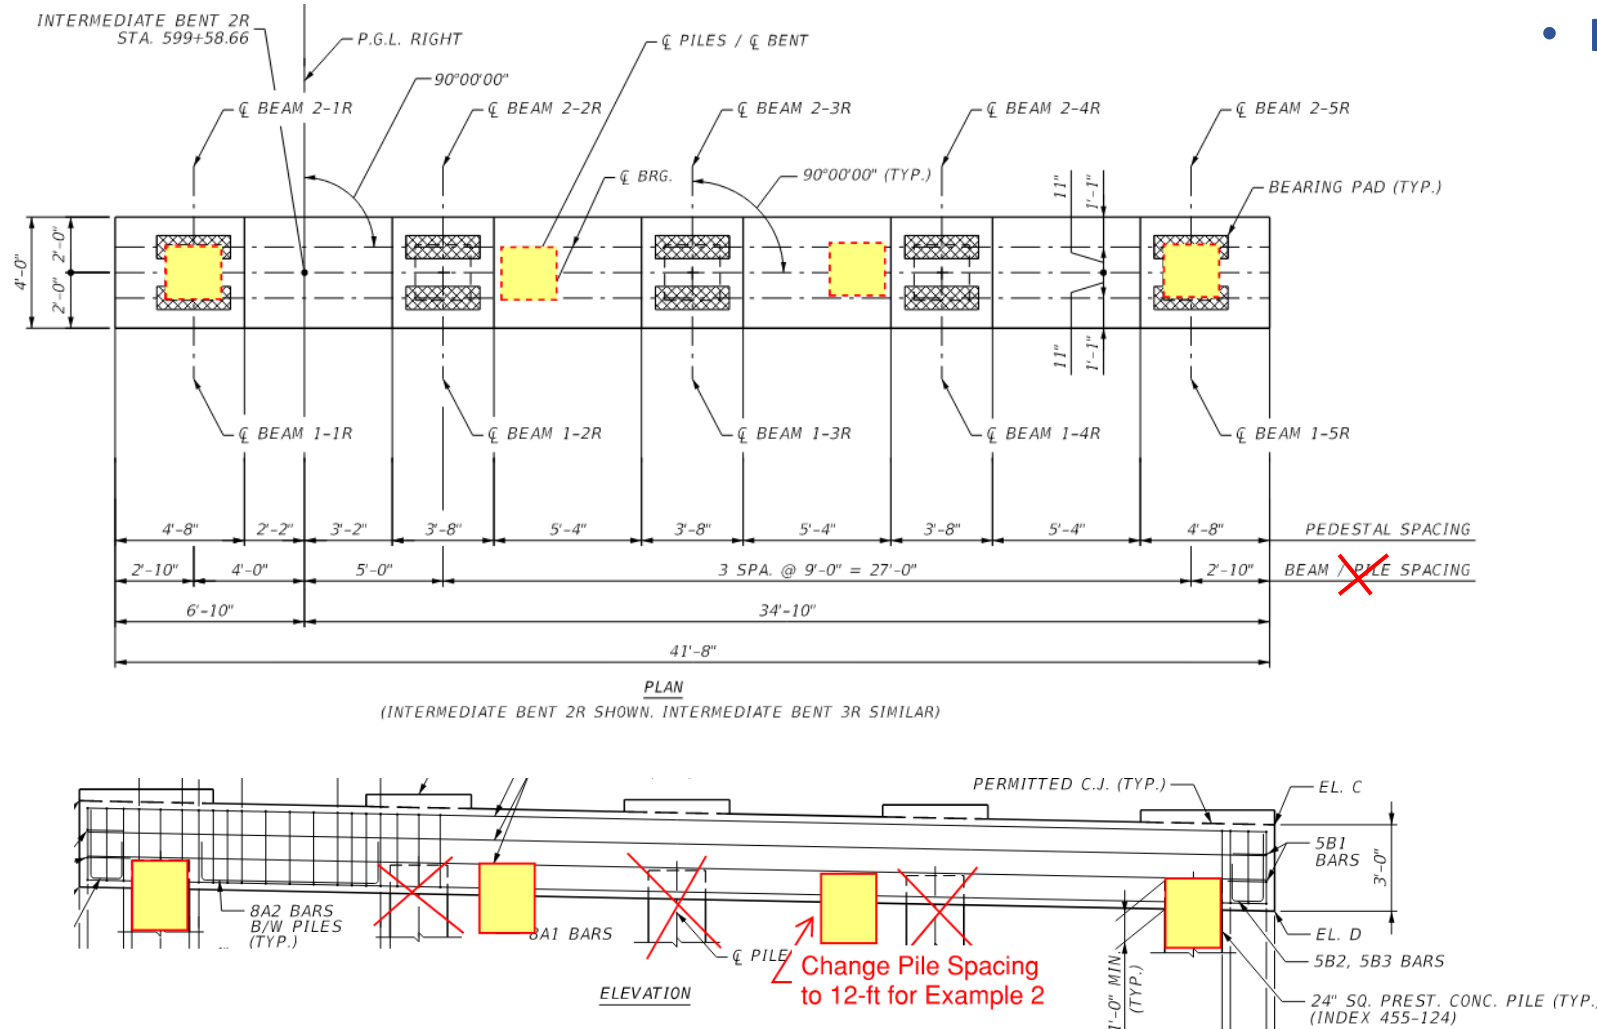 INTERMEDIATE BENT 2R
STA. 599+58.66
P.G.L. RIGHT
℄ PILES / ℄ BENT
90°00'00"
℄ BEAM 2-1R
℄ BEAM 2-2R
℄ BEAM 2-3R
℄ BEAM 2-4R
℄ BEAM 2-5R
℄ BRG.
90°00'00" (TYP.)
11"
1'-1"
BEARING PAD (TYP.)
4'-0"
2'-0"
2'-0"
11"
1'-1"
℄ BEAM 1-1R
℄ BEAM 1-2R
℄ BEAM 1-3R
℄ BEAM 1-4R
℄ BEAM 1-5R
4'-8"
2'-2"
3'-2"
3'-8"
5'-4"
3'-8"
5'-4"
3'-8"
5'-4"
4'-8"
PEDESTAL SPACING
2'-10"
4'-0"
5'-0"
3 SPA. @ 9'-0" = 27'-0"
2'-10"
BEAM / PILE SPACING
6'-10"
34'-10"
41'-8"
PLAN
(INTERMEDIATE BENT 2R SHOWN. INTERMEDIATE BENT 3R SIMILAR)
PERMITTED C.J. (TYP.)
EL. C
5B1
BARS
3'-0"
8A2 BARS
B/W PILES
(TYP.)
8A1 BARS
℄ PILE
Change Pile Spacing
to 12-ft for Example 2
1'-0" MIN.
(TYP.)
EL. D
5B2, 5B3 BARS
24" SQ. PREST. CONC. PILE (TYP.)
(INDEX 455-124)
ELEVATION